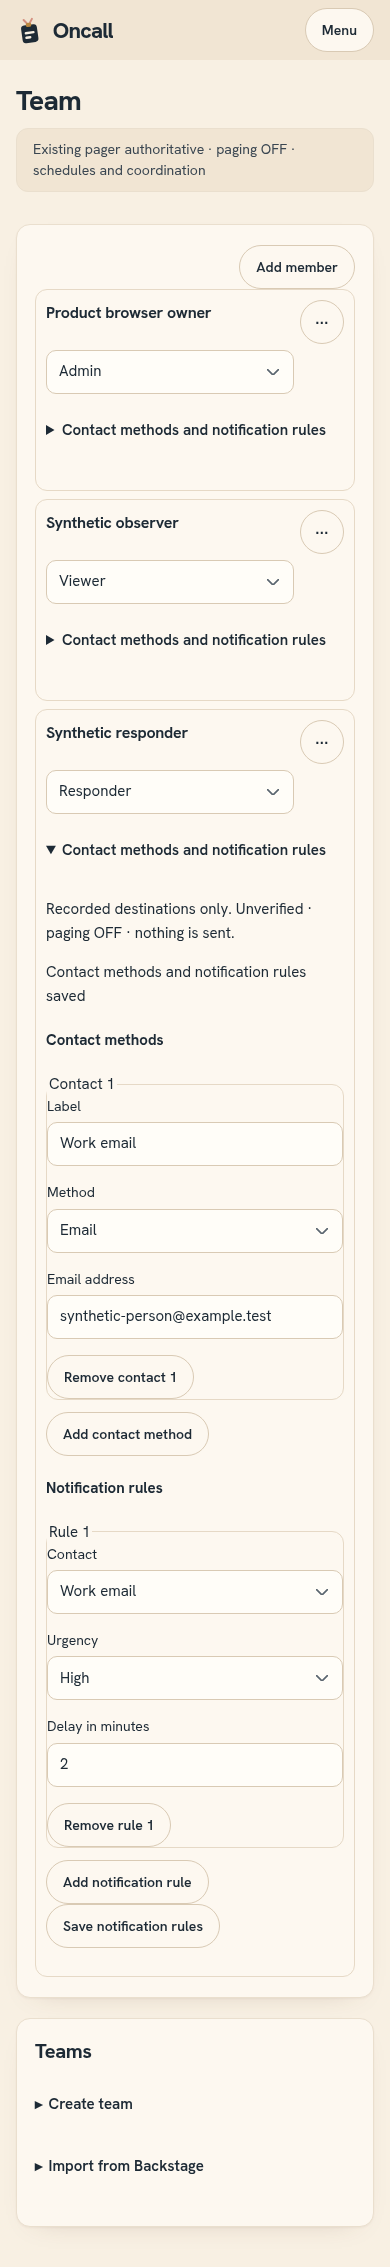 Oncall
Menu
Team
Existing pager authoritative · paging OFF ·
schedules and coordination
Add member
Product browser owner
...
Admin
▶ Contact methods and notification rules
Synthetic observer
...
Viewer
▶ Contact methods and notification rules
Synthetic responder
...
Responder
▼ Contact methods and notification rules
Recorded destinations only. Unverified ·
paging OFF · nothing is sent.
Contact methods and notification rules
saved
Contact methods
Contact 1
Label
Work email
Method
Email
Email address
synthetic-person@example.test
Remove contact 1
Add contact method
Notification rules
Rule 1
Contact
Work email
Urgency
High
Delay in minutes
2
Remove rule 1
Add notification rule
Save notification rules
Teams
▶ Create team
▶ Import from Backstage